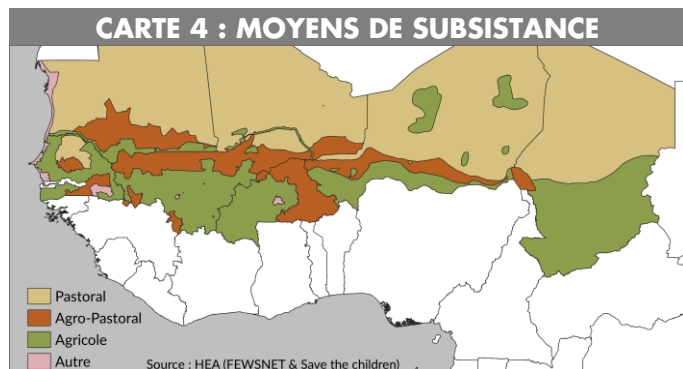 CARTE 4 : MOYENS DE SUBSISTANCE
Pastoral
Agro-Pastoral
Agricole
Autre
Source : HEA (FEWSNET & Save the children)